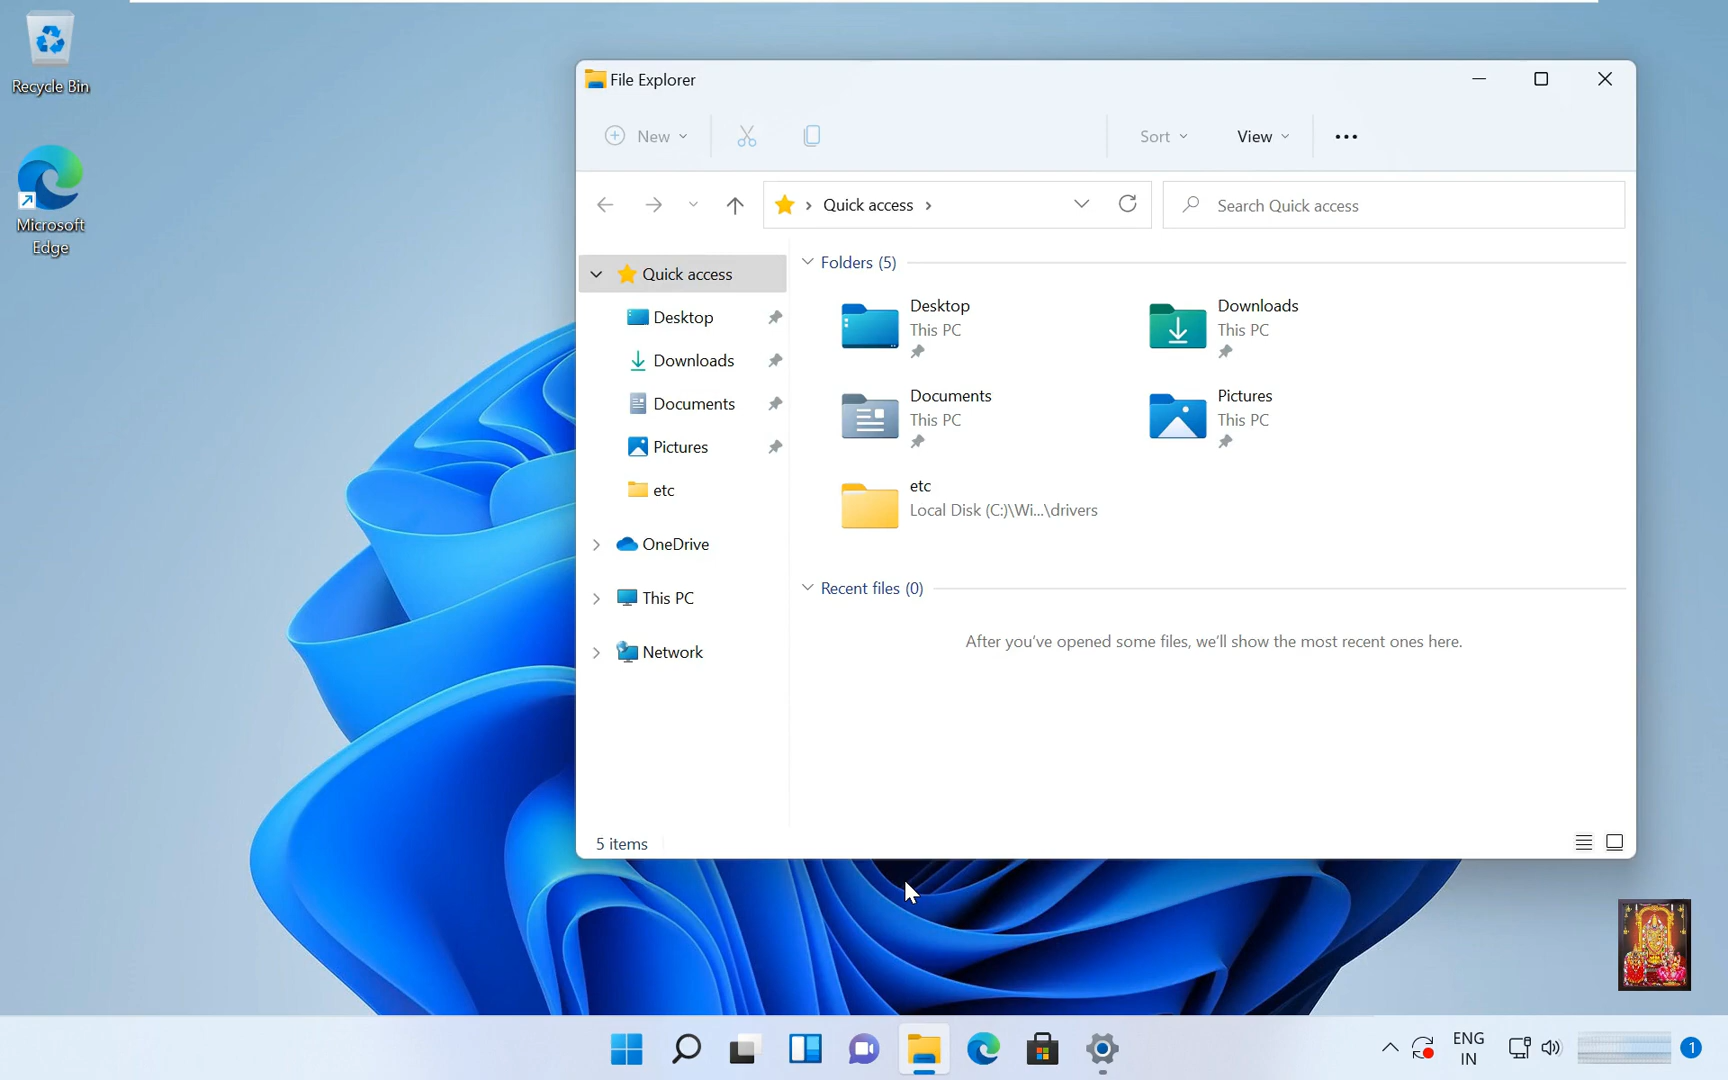 Recycle Bin
Microsoft
Edge
File Explorer
New
Sort
View
Quick access
Search Quick access
Quick access
Desktop
Downloads
Documents
Pictures
etc
OneDrive
This PC
Network
Folders (5)
Desktop
This PC
Downloads
This PC
Documents
This PC
Pictures
This PC
etc
Local Disk (C:)\Wi...\drivers
Recent files (0)
After you've opened some files, we'll show the most recent ones here.
5 items
ENG
IN
1